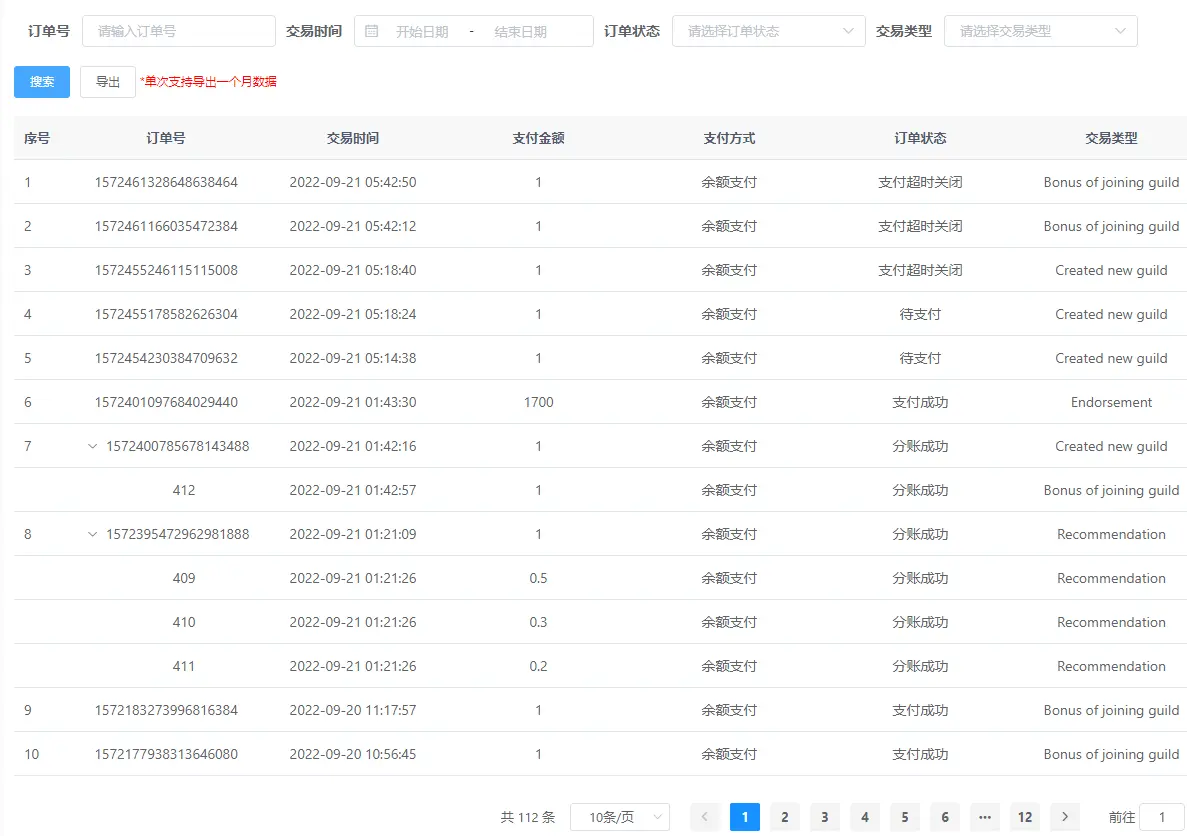 订单号 请输入订单号 交易时间 开始日期 - 结束日期 订单状态 请选择订单状态 交易类型 请选择交易类型
搜索 导出 *单次支持导出一个月数据
序号 订单号 交易时间 支付金额 支付方式 订单状态 交易类型
1 1572461328648638464 2022-09-21 05:42:50 1 余额支付 支付超时关闭 Bonus of joining guild
2 1572461166035472384 2022-09-21 05:42:12 1 余额支付 支付超时关闭 Bonus of joining guild
3 1572455246115115008 2022-09-21 05:18:40 1 余额支付 支付超时关闭 Created new guild
4 1572455178582626304 2022-09-21 05:18:24 1 余额支付 待支付 Created new guild
5 1572454230384709632 2022-09-21 05:14:38 1 余额支付 待支付 Created new guild
6 1572401097684029440 2022-09-21 01:43:30 1700 余额支付 支付成功 Endorsement
7 1572400785678143488 2022-09-21 01:42:16 1 余额支付 分账成功 Created new guild
412 2022-09-21 01:42:57 1 余额支付 分账成功 Bonus of joining guild
8 1572395472962981888 2022-09-21 01:21:09 1 余额支付 分账成功 Recommendation
409 2022-09-21 01:21:26 0.5 余额支付 分账成功 Recommendation
410 2022-09-21 01:21:26 0.3 余额支付 分账成功 Recommendation
411 2022-09-21 01:21:26 0.2 余额支付 分账成功 Recommendation
9 1572183273996816384 2022-09-20 11:17:57 1 余额支付 支付成功 Bonus of joining guild
10 1572177938313646080 2022-09-20 10:56:45 1 余额支付 支付成功 Bonus of joining guild
共 112 条 10条/页 1 2 3 4 5 6 ··· 12 前往 1